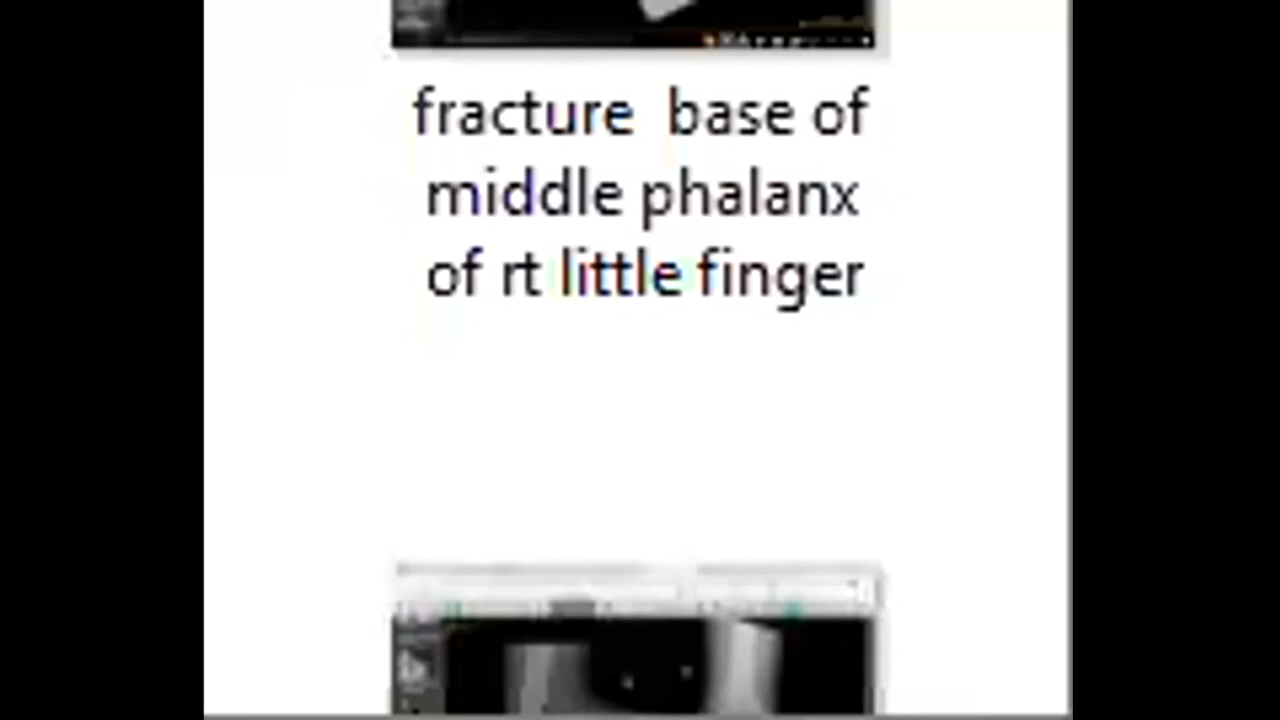 fracture  base of
middle phalanx
of rt little finger